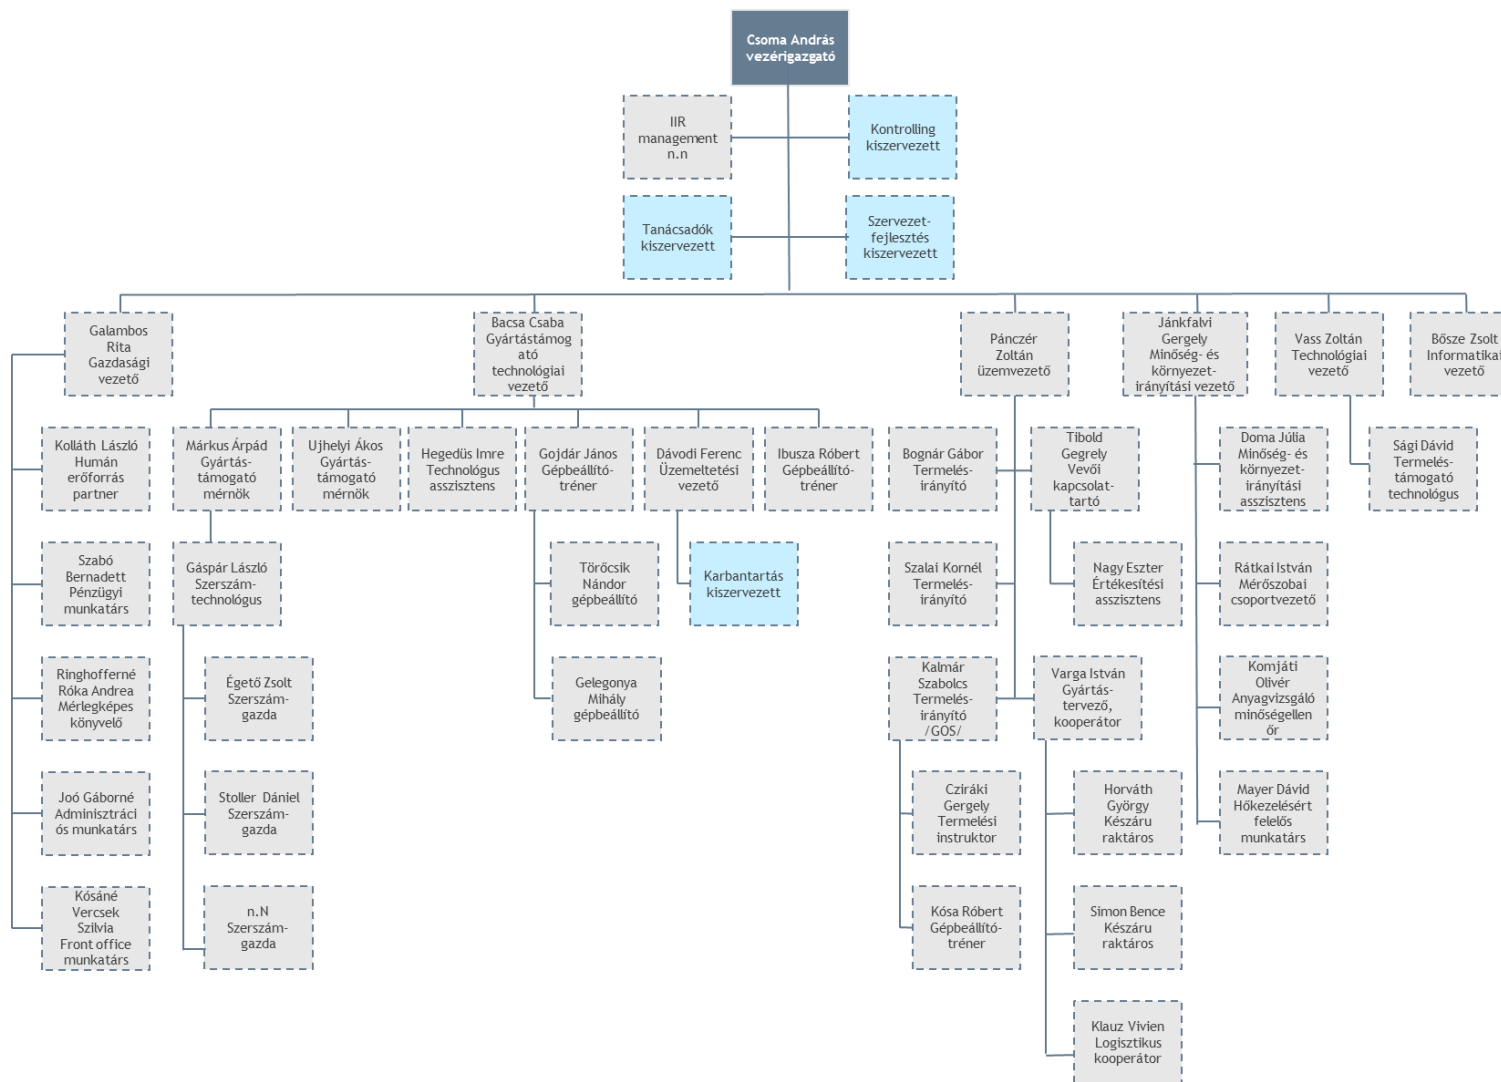 Csoma András
vezérigazgató
IIR
management
n.n
Kontrolling
kiszervezett
Tanácsadók
kiszervezett
Szervezet-
fejlesztés
kiszervezett
Galambos
Rita
Gazdasági
vezető
Bacsa Csaba
Gyártástámog
ató
technológiai
vezető
Pánczér
Zoltán
üzemvezető
Jánkfalvi
Gergely
Minőség- és
környezet-
irányítási vezető
Vass Zoltán
Technológiai
vezető
Bősze Zsolt
Informatikai
vezető
Kolláth László
Humán
erőforrás
partner
Márkus Árpád
Gyártás-
támogató
mérnök
Ujhelyi Ákos
Gyártás-
támogató
mérnök
Hegedüs Imre
Technológus
asszisztens
Gojdár János
Gépbeállító-
tréner
Dávodi Ferenc
Üzemeltetési
vezető
Ibusza Róbert
Gépbeállító-
tréner
Bognár Gábor
Termelés-
irányító
Tibold
Gegrely
Vevői
kapcsolat-
tartó
Doma Júlia
Minőség- és
környezet-
irányítási
asszisztens
Sági Dávid
Termelés-
támogató
technológus
Szabó
Bernadett
Pénzügyi
munkatárs
Gáspár László
Szerszám-
technológus
Törőcsik
Nándor
gépbeállító
Karbantartás
kiszervezett
Szalai Kornél
Termelés-
irányító
Nagy Eszter
Értékesítési
asszisztens
Rátkai István
Mérőszobai
csoportvezető
Ringhofferné
Róka Andrea
Mérlegképes
könyvelő
Égető Zsolt
Szerszám-
gazda
Gelegonya
Mihály
gépbeállító
Kalmár
Szabolcs
Termelés-
irányító
/GOS/
Varga István
Gyártás-
tervező,
kooperátor
Komjáti
Olivér
Anyagvizsgáló
minőségellen
őr
Joó Gáborné
Adminisztráci
ós munkatárs
Stoller Dániel
Szerszám-
gazda
Cziráki
Gergely
Termelési
instruktor
Horváth
György
Készáru
raktáros
Mayer Dávid
Hőkezelésért
felelős
munkatárs
Kósáné
Vercsek
Szilvia
Front office
munkatárs
n.N
Szerszám-
gazda
Kósa Róbert
Gépbeállító-
tréner
Simon Bence
Készáru
raktáros
Klauz Vivien
Logisztikus
kooperátor